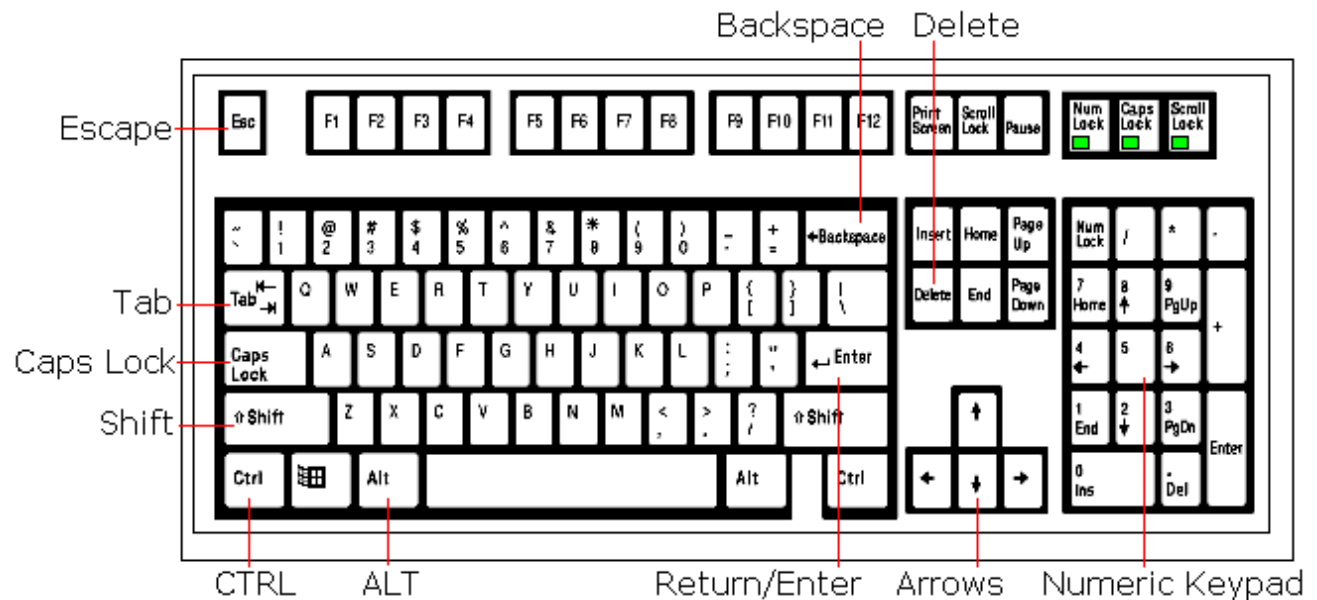 Backspace Delete
Escape
Esc F1 F2 F3 F4 F5 F6 F7 F8 F9 F10 F11 F12 Print Screen Scroll Lock Pause Num Lock Caps Lock Scroll Lock
~ ` ! 1 @ 2 # 3 $ 4 % 5 ^ 6 & 7 * 8 ( 9 ) 0 _ - + = ←Backspace Insert Home Page Up Num Lock / * -
Tab
Tab Q W E R T Y U I O P { [ } ] | \ Delete End Page Down 7 Home 8 ↑ 9 PgUp +
Caps Lock
Caps Lock A S D F G H J K L : ; " ' ↵ Enter 4 ← 5 6 →
Shift
⇧Shift Z X C V B N M < , > . ? / ⇧Shift ↑ 1 End 2 ↓ 3 PgDn Enter
Ctrl Alt Alt Ctrl ← ↓ → 0 Ins . Del
CTRL ALT Return/Enter Arrows Numeric Keypad